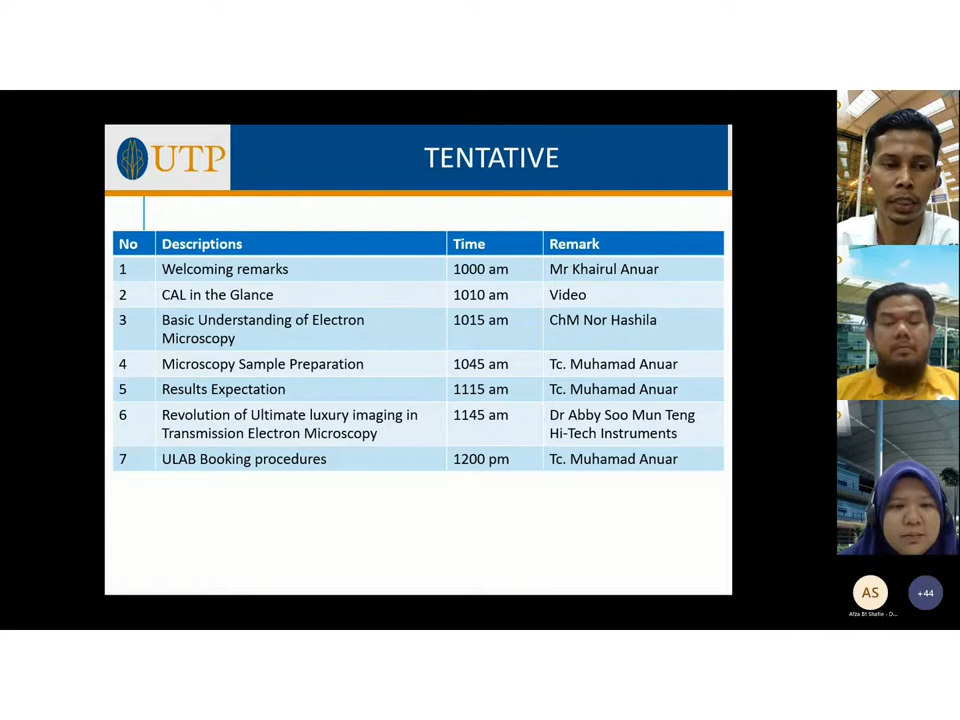 UTP
TENTATIVE
No Descriptions Time Remark
1 Welcoming remarks 1000 am Mr Khairul Anuar
2 CAL in the Glance 1010 am Video
3 Basic Understanding of Electron 1015 am ChM Nor Hashila
Microscopy
4 Microscopy Sample Preparation 1045 am Tc. Muhamad Anuar
5 Results Expectation 1115 am Tc. Muhamad Anuar
6 Revolution of Ultimate luxury imaging in 1145 am Dr Abby Soo Mun Teng
Transmission Electron Microscopy Hi-Tech Instruments
7 ULAB Booking procedures 1200 pm Tc. Muhamad Anuar
AS
+44
Afza Bt Shafie - D...